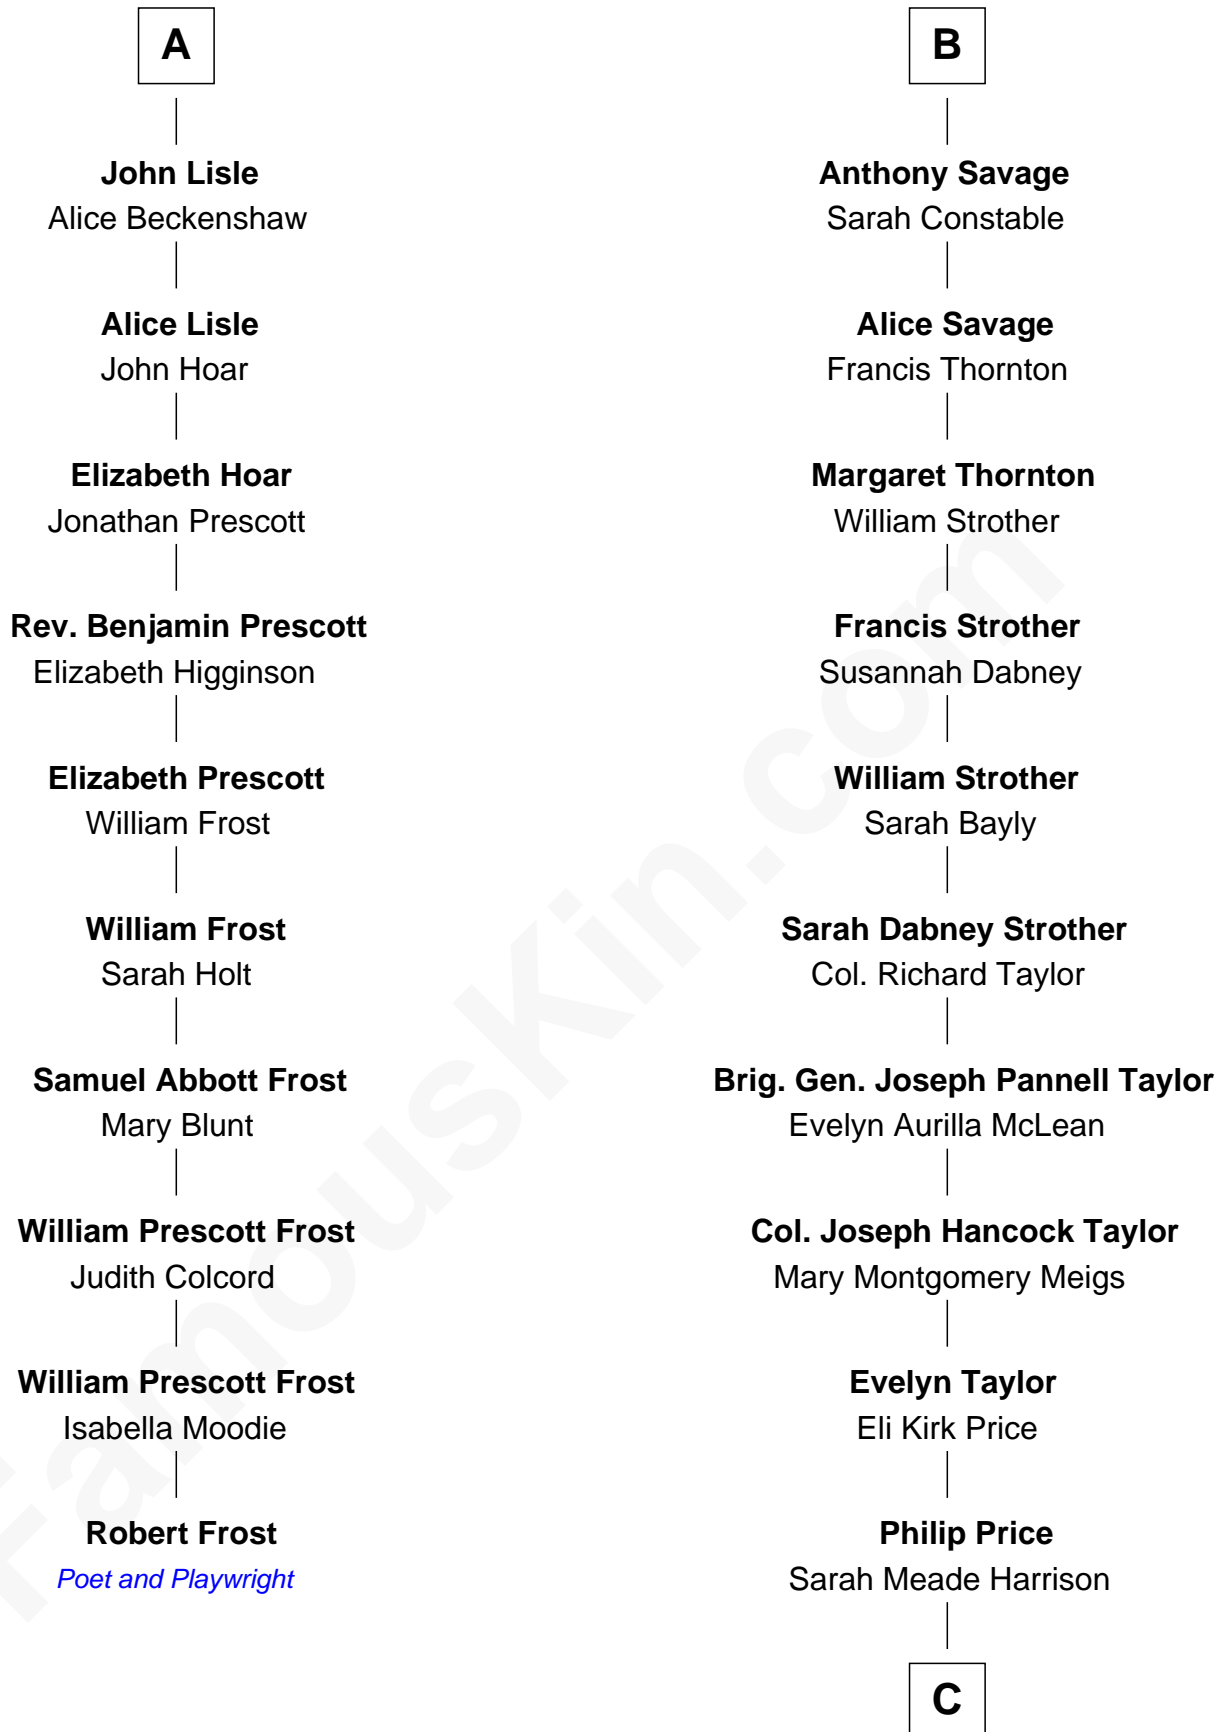 A
John Lisle
Alice Beckenshaw
Alice Lisle
John Hoar
Elizabeth Hoar
Jonathan Prescott
Rev. Benjamin Prescott
Elizabeth Higginson
Elizabeth Prescott
William Frost
William Frost
Sarah Holt
Samuel Abbott Frost
Mary Blunt
William Prescott Frost
Judith Colcord
William Prescott Frost
Isabella Moodie
Robert Frost
Poet and Playwright
B
Anthony Savage
Sarah Constable
Alice Savage
Francis Thornton
Margaret Thornton
William Strother
Francis Strother
Susannah Dabney
William Strother
Sarah Bayly
Sarah Dabney Strother
Col. Richard Taylor
Brig. Gen. Joseph Pannell Taylor
Evelyn Aurilla McLean
Col. Joseph Hancock Taylor
Mary Montgomery Meigs
Evelyn Taylor
Eli Kirk Price
Philip Price
Sarah Meade Harrison
C
FamousKin.com